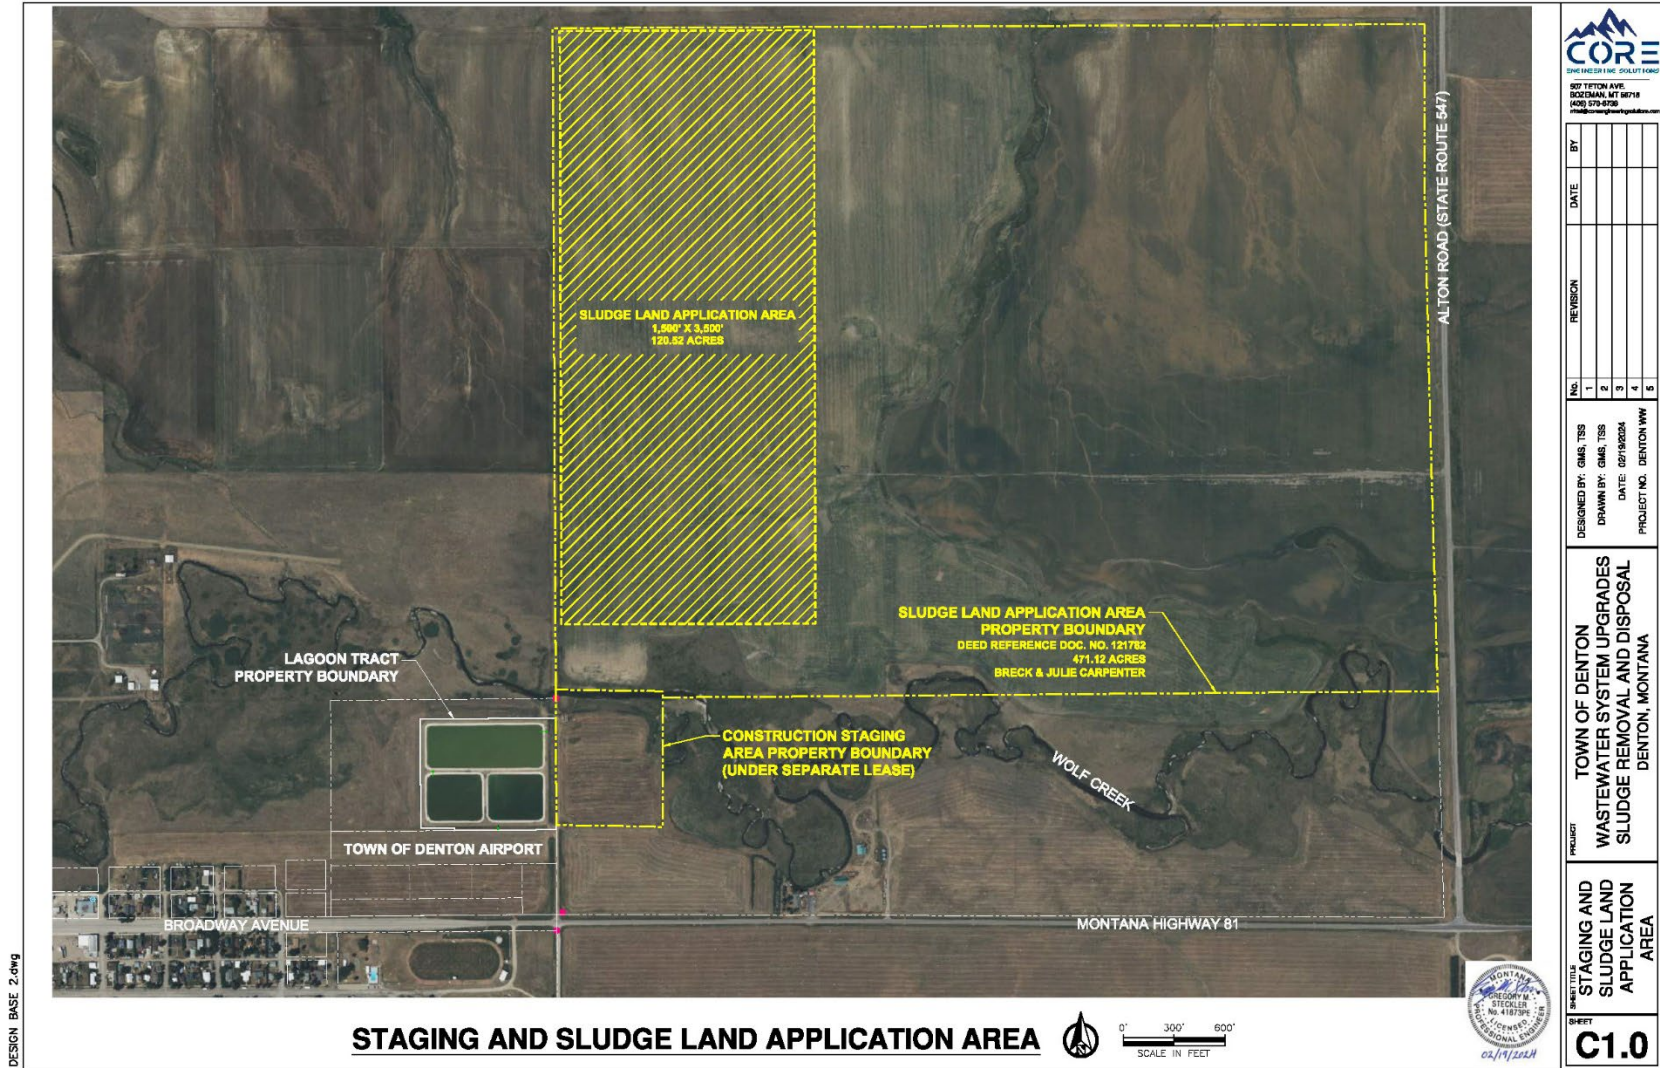 SLUDGE LAND APPLICATION AREA
1,500' X 3,500'
120.52 ACRES
ALTON ROAD (STATE ROUTE 547)
SLUDGE LAND APPLICATION AREA
PROPERTY BOUNDARY
DEED REFERENCE DOC. NO. 121782
471.12 ACRES
BRECK & JULIE CARPENTER
LAGOON TRACT
PROPERTY BOUNDARY
CONSTRUCTION STAGING
AREA PROPERTY BOUNDARY
(UNDER SEPARATE LEASE)
WOLF CREEK
TOWN OF DENTON AIRPORT
BROADWAY AVENUE
MONTANA HIGHWAY 81
STAGING AND SLUDGE LAND APPLICATION AREA
0' 300' 600'
SCALE IN FEET
DESIGN BASE 2.dwg
CORE
ENGINEERING SOLUTIONS
507 TETON AVE.
BOZEMAN, MT 59718
No. REVISION DATE BY
1
2
3
4
5
DESIGNED BY: GMS, TSS
DRAWN BY: GMS, TSS
DATE: 02/19/2024
PROJECT NO. DENTON WW
PROJECT
TOWN OF DENTON
WASTEWATER SYSTEM UPGRADES
SLUDGE REMOVAL AND DISPOSAL
DENTON, MONTANA
SHEET TITLE
STAGING AND
SLUDGE LAND
APPLICATION
AREA
SHEET
C1.0
MONTANA
GREGORY M.
STECKLER
No. 41873PE
LICENSED
PROFESSIONAL ENGINEER
02/19/2024